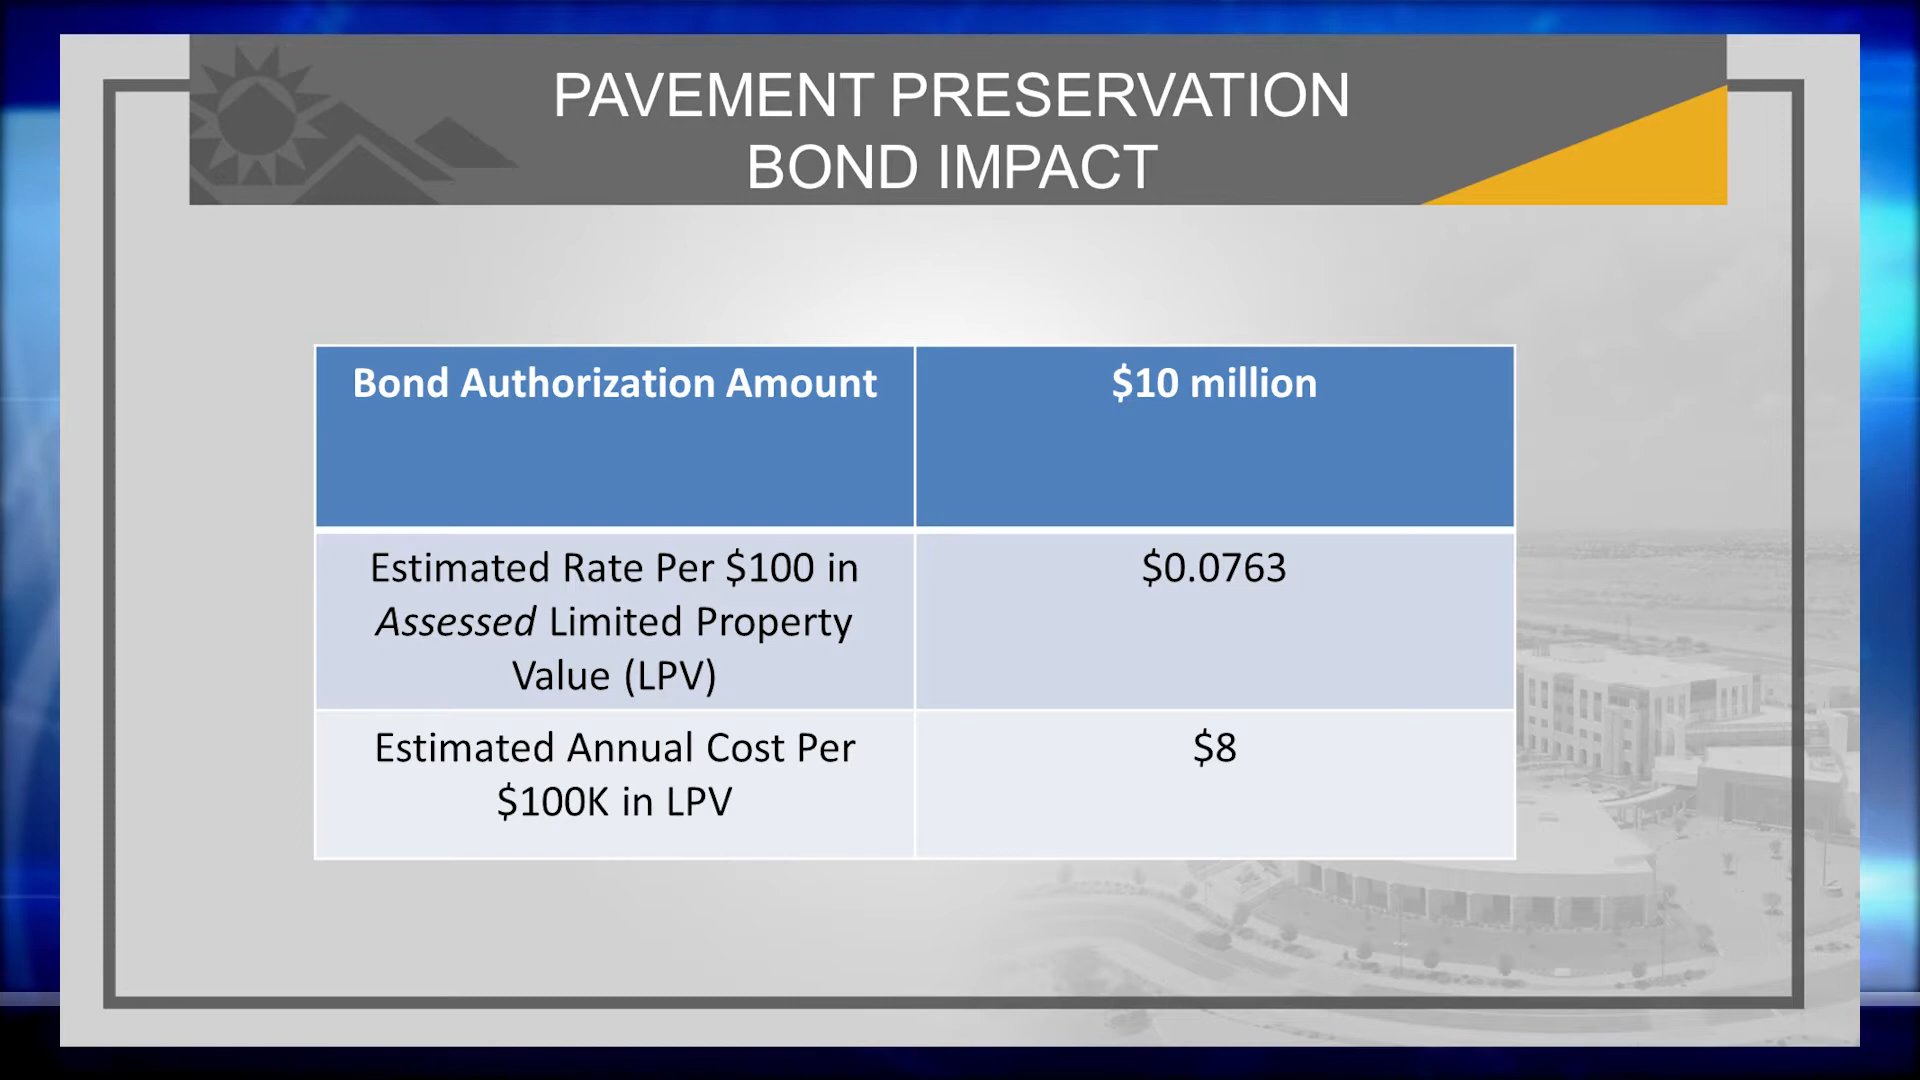 PAVEMENT PRESERVATION
BOND IMPACT
Bond Authorization Amount
$10 million
Estimated Rate Per $100 in
Assessed Limited Property
Value (LPV)
$0.0763
Estimated Annual Cost Per
$100K in LPV
$8